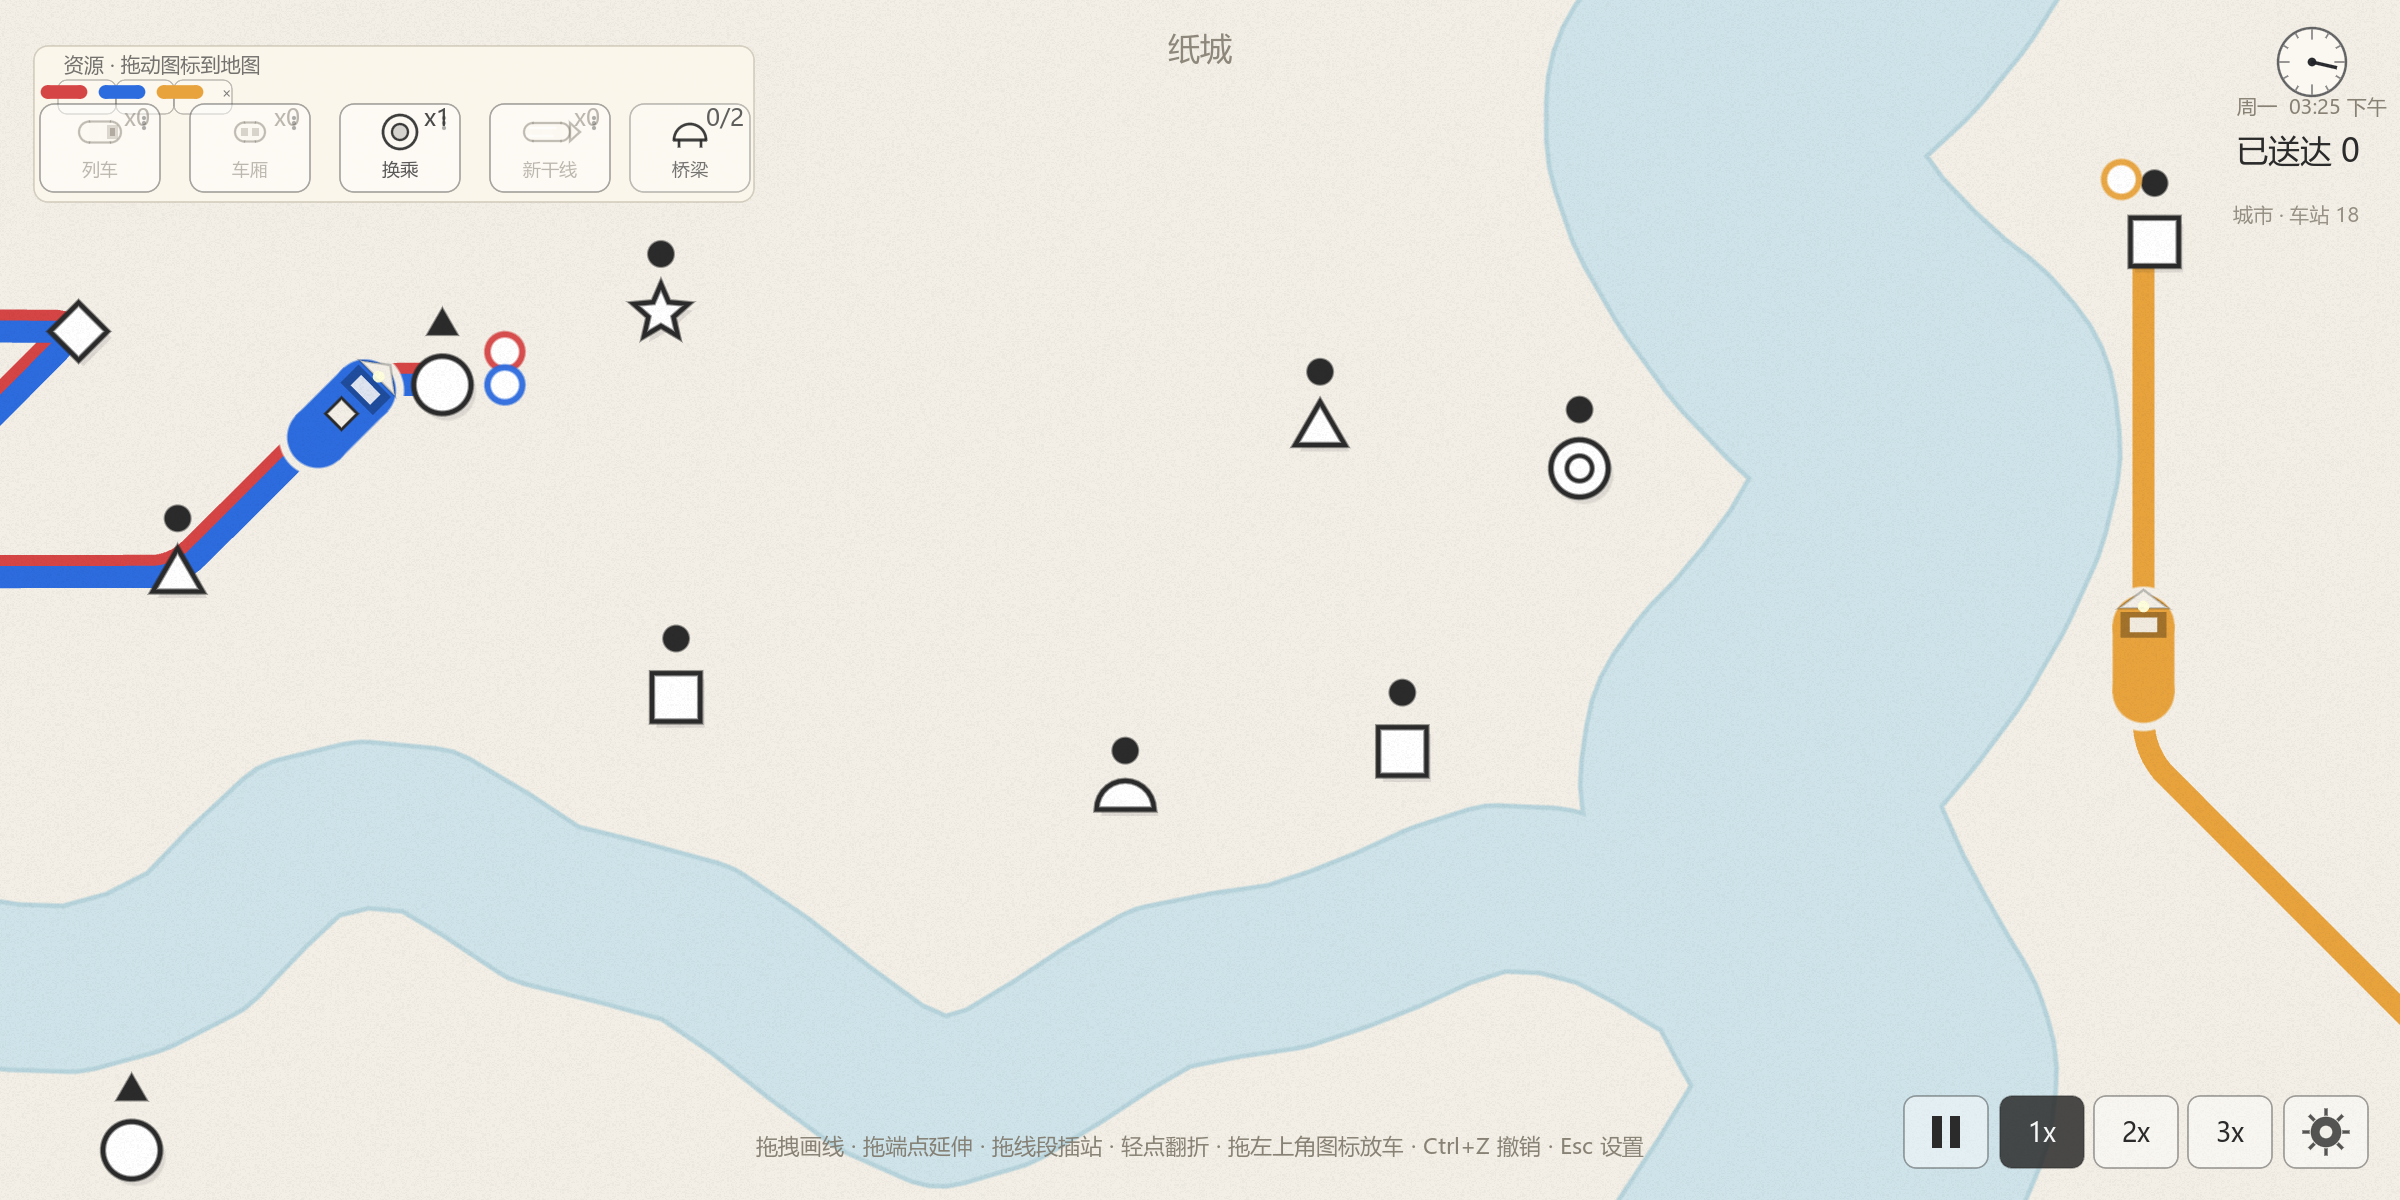 纸城
资源 · 拖动图标到地图
×
x0
列车
x0
车厢
x1
换乘
x0
新干线
0/2
桥梁
周一 03:25 下午
已送达 0
城市 · 车站 18
拖拽画线 · 拖端点延伸 · 拖线段插站 · 轻点翻折 · 拖左上角图标放车 · Ctrl+Z 撤销 · Esc 设置
1x
2x
3x